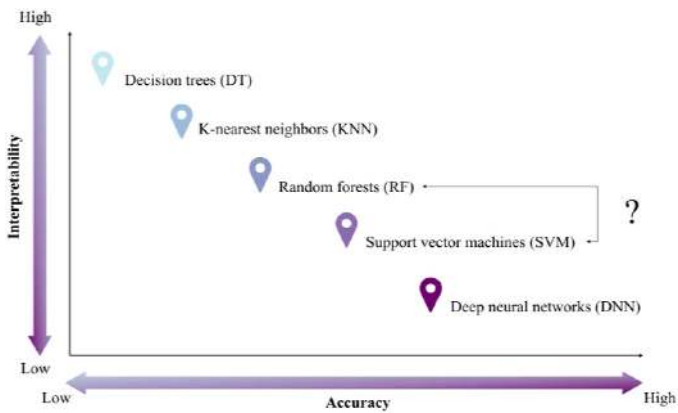 High
Decision trees (DT)
K-nearest neighbors (KNN)
Random forests (RF)
?
Support vector machines (SVM)
Deep neural networks (DNN)
Interpretability
Low
Low
Accuracy
High